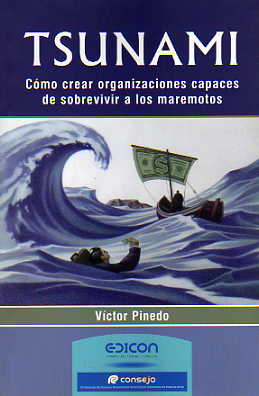 TSUNAMI
Cómo crear organizaciones capaces
de sobrevivir a los maremotos
$
Víctor Pinedo
EDICON
consejo